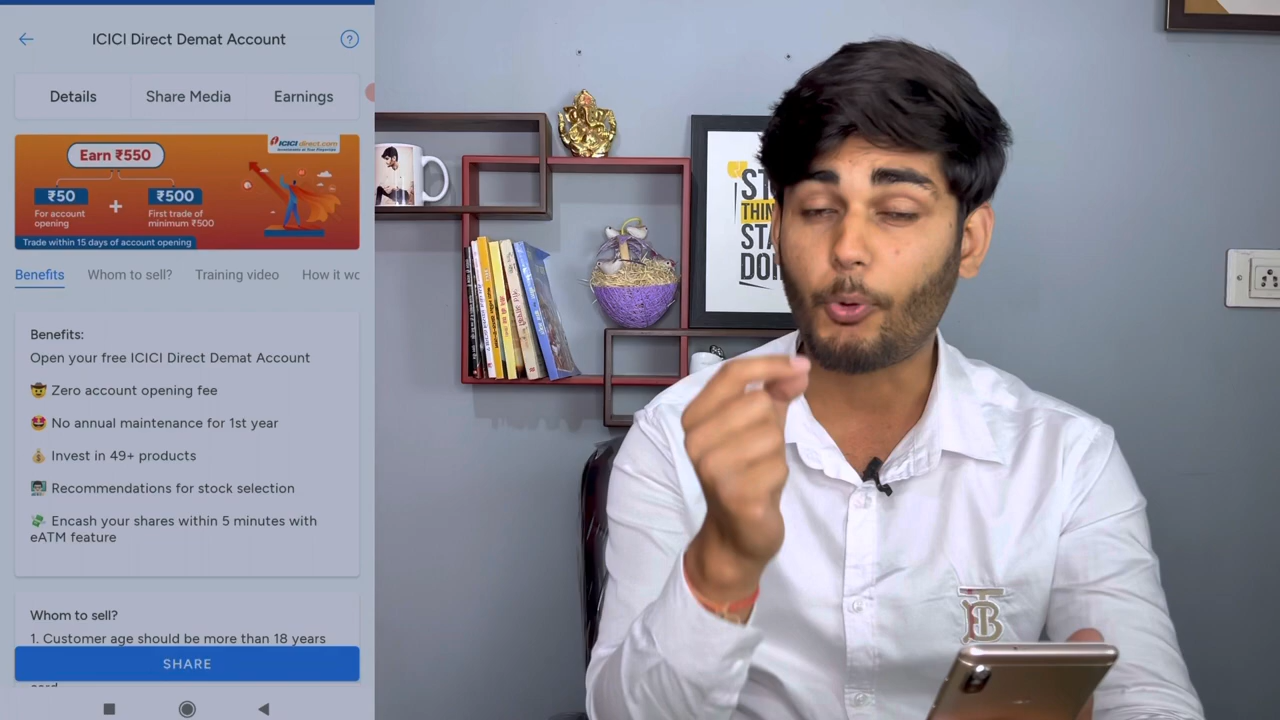 ICICI Direct Demat Account
?
Details
Share Media
Earnings
ICICI direct.com
Earn ₹550
₹50
For account
opening
+
₹500
First trade of
minimum ₹500
Trade within 15 days of account opening
Benefits
Whom to sell?
Training video
How it wo
Benefits:
Open your free ICICI Direct Demat Account
Zero account opening fee
No annual maintenance for 1st year
Invest in 49+ products
Recommendations for stock selection
Encash your shares within 5 minutes with
eATM feature
Whom to sell?
1. Customer age should be more than 18 years
SHARE
THIN
STA
TB